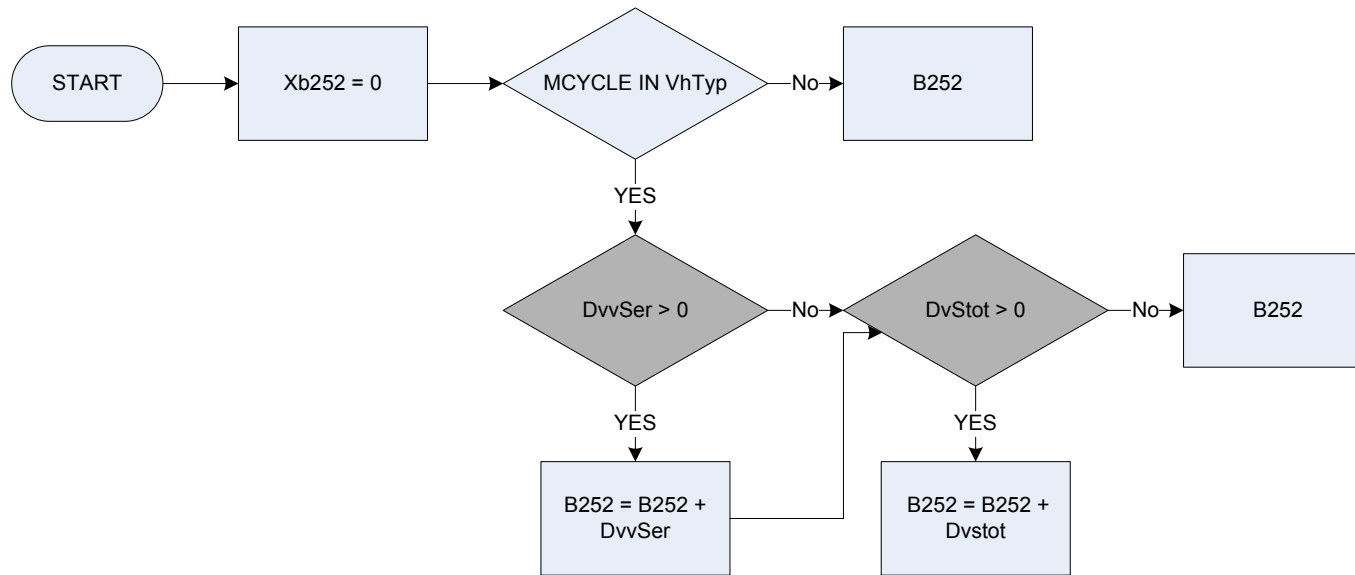 START
Xb252 = 0
MCYCLE IN VhTyp
No
B252
YES
DvvSer > 0
No
DvStot > 0
No
B252
YES
YES
B252 = B252 +
DvvSer
B252 = B252 +
Dvstot